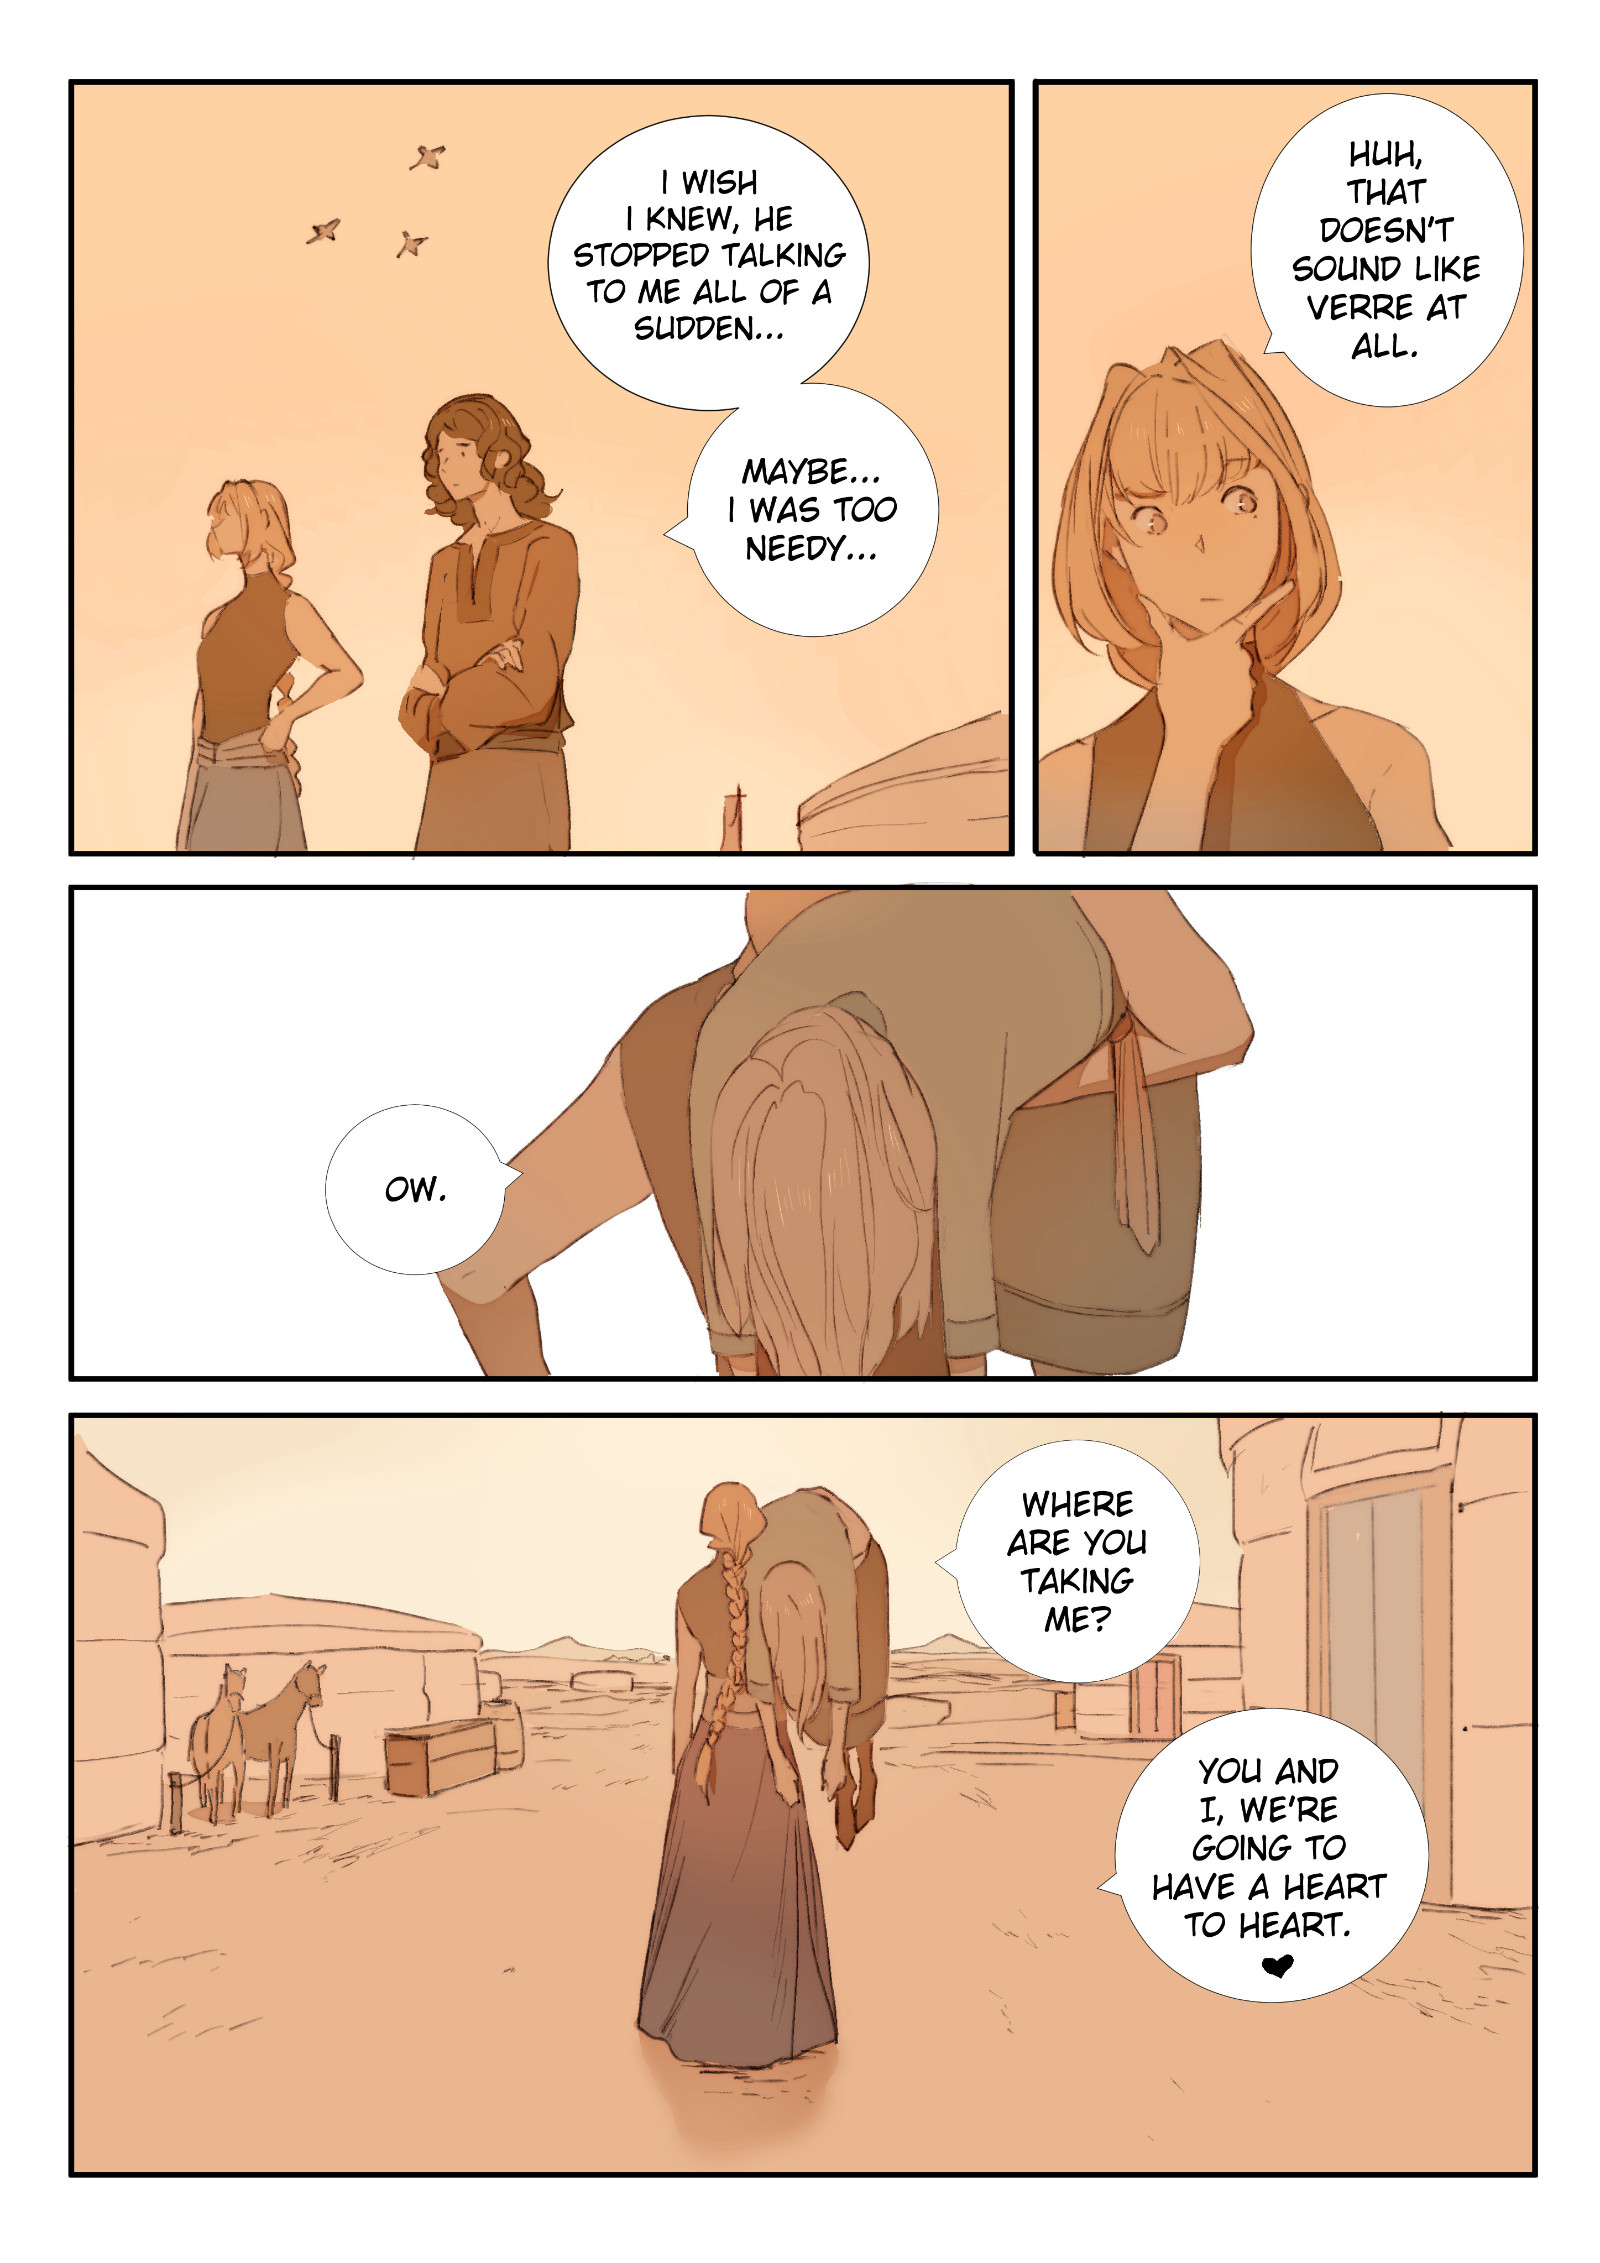 I WISH
I KNEW, HE
STOPPED TALKING
TO ME ALL OF A
SUDDEN...
MAYBE...
I WAS TOO
NEEDY...
HUH,
THAT
DOESN'T
SOUND LIKE
VERRE AT
ALL.
OW.
WHERE
ARE YOU
TAKING
ME?
YOU AND
I, WE'RE
GOING TO
HAVE A HEART
TO HEART.